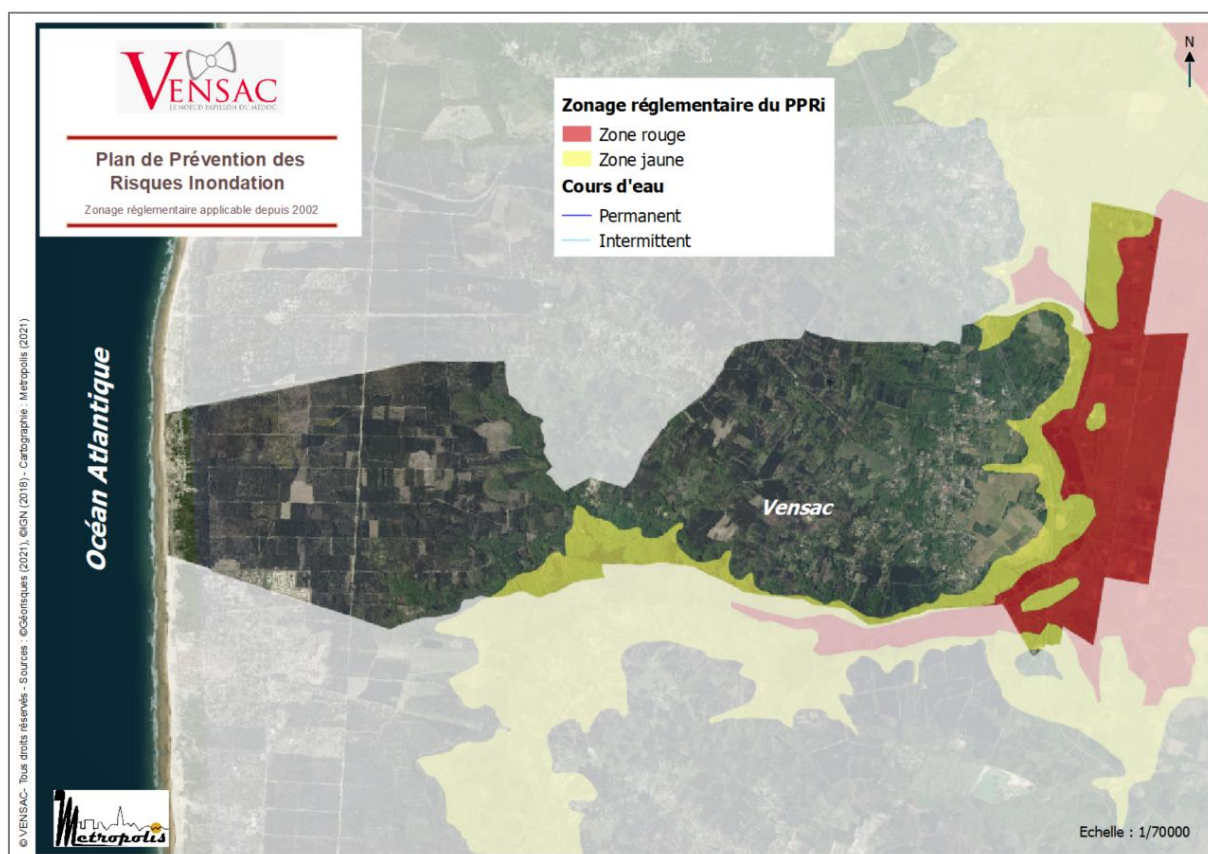 VENSAC
LE NOEUD PAPILLON DU MÉDOC
Plan de Prévention des
Risques Inondation
Zonage réglementaire applicable depuis 2002
Zonage réglementaire du PPRi
Zone rouge
Zone jaune
Cours d'eau
Permanent
Intermittent
N
Océan Atlantique
Vensac
© VENSAC- Tous droits réservés - Sources : ©Géorisques (2021), ©IGN (2018) - Cartographie : Metropolis (2021)
Metropolis
Echelle : 1/70000